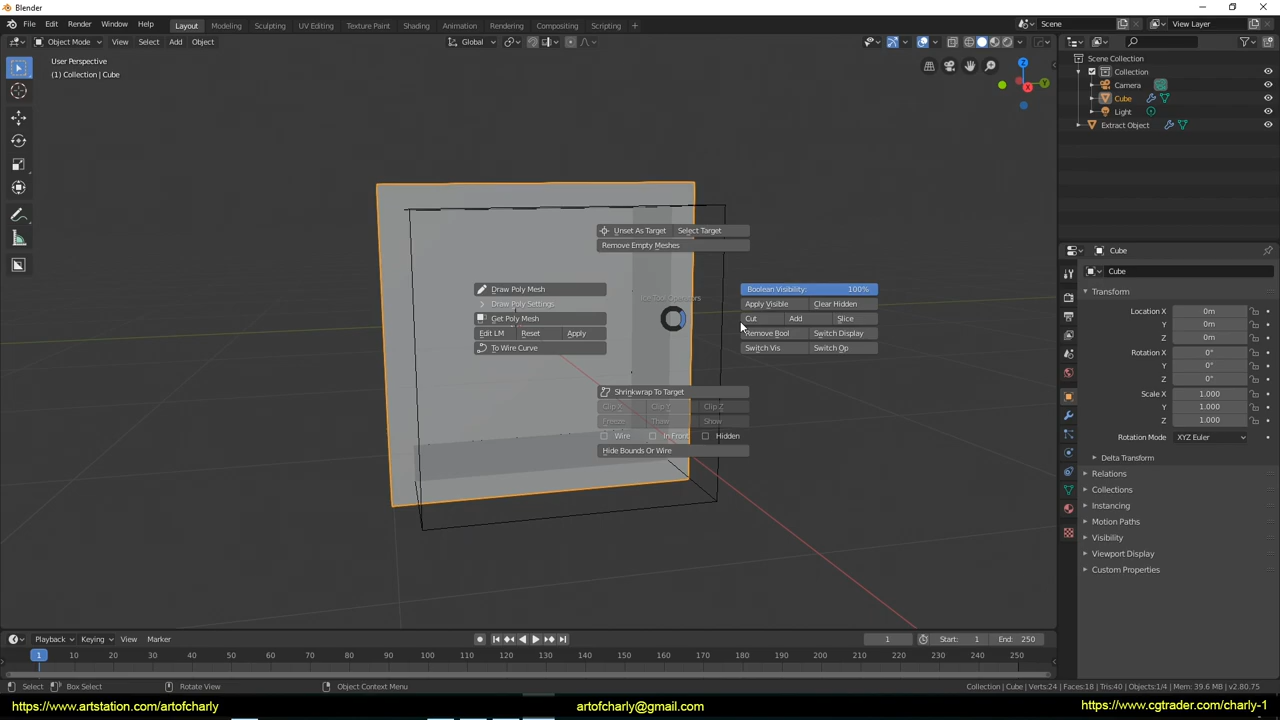 Blender
File Edit Render Window Help Layout Modeling Sculpting UV Editing Texture Paint Shading Animation Rendering Compositing Scripting + Scene View Layer
Object Mode View Select Add Object Global
User Perspective
(1) Collection | Cube
Scene Collection
Collection
Camera
Cube
Light
Extract Object
Z
Y
X
Unset As Target Select Target
Remove Empty Meshes
Draw Poly Mesh
Draw Poly Settings
Get Poly Mesh
Edit LM Reset Apply
To Wire Curve
Ice Tool Operators
Boolean Visibility: 100%
Apply Visible Clear Hidden
Cut Add Slice
Remove Bool Switch Display
Switch Vis Switch Op
Shrinkwrap To Target
Clip X Clip Y Clip Z
Freeze Thaw Show
Wire In Front Hidden
Hide Bounds Or Wire
Cube
Cube
Transform
Location X 0m
Y 0m
Z 0m
Rotation X 0°
Y 0°
Z 0°
Scale X 1.000
Y 1.000
Z 1.000
Rotation Mode XYZ Euler
Delta Transform
Relations
Collections
Instancing
Motion Paths
Visibility
Viewport Display
Custom Properties
Playback Keying View Marker 1 Start: 1 End: 250
1 10 20 30 40 50 60 70 80 90 100 110 120 130 140 150 160 170 180 190 200 210 220 230 240 250
Select Box Select Rotate View Object Context Menu Collection | Cube | Verts:24 | Faces:18 | Tris:40 | Objects:1/4 | Mem: 39.6 MB | v2.80.75
https://www.artstation.com/artofcharly artofcharly@gmail.com https://www.cgtrader.com/charly-1